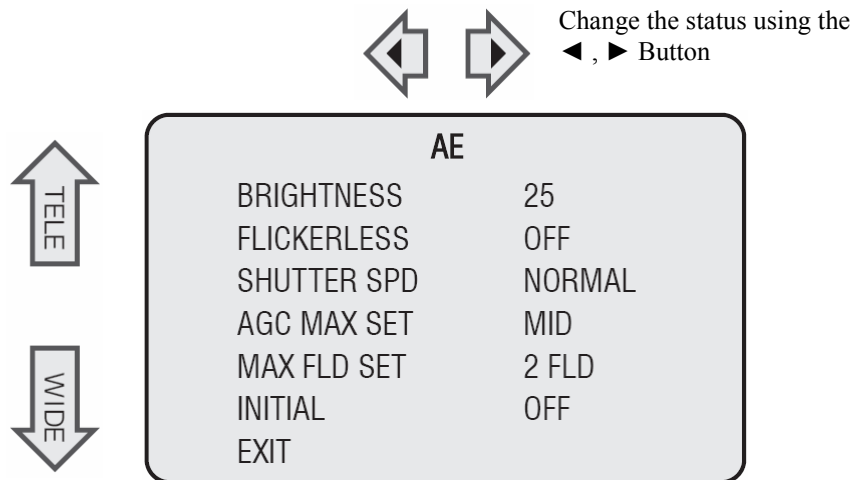 Change the status using the
◄ , ► Button
AE
BRIGHTNESS 25
FLICKERLESS OFF
SHUTTER SPD NORMAL
AGC MAX SET MID
MAX FLD SET 2 FLD
INITIAL OFF
EXIT
TELE
WIDE